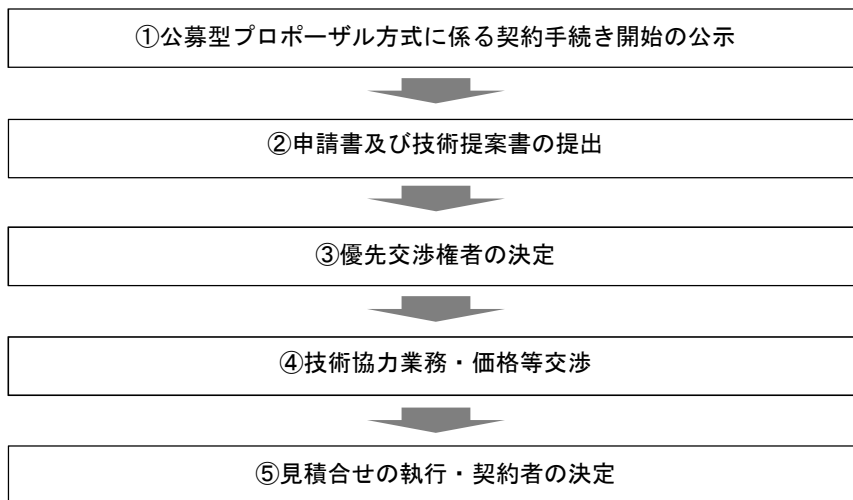 ①公募型プロポーザル方式に係る契約手続き開始の公示
②申請書及び技術提案書の提出
③優先交渉権者の決定
④技術協力業務・価格等交渉
⑤見積合せの執行・契約者の決定